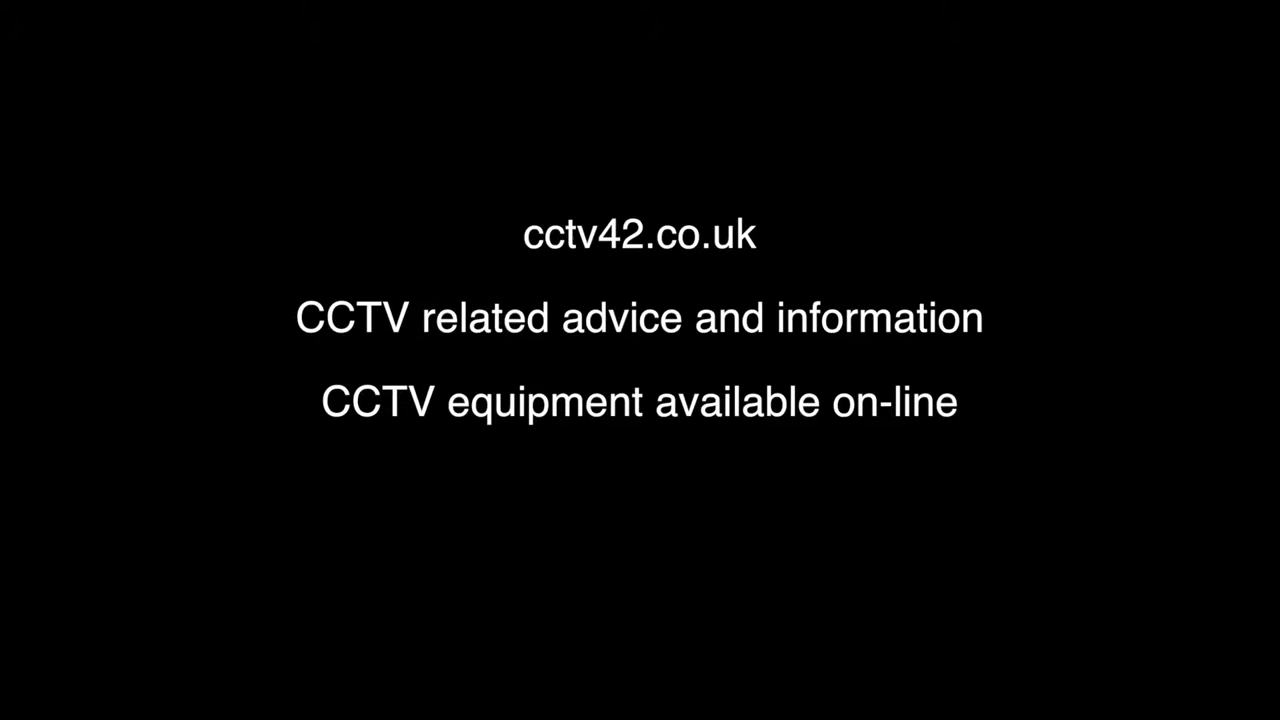 cctv42.co.uk
CCTV related advice and information
CCTV equipment available on-line